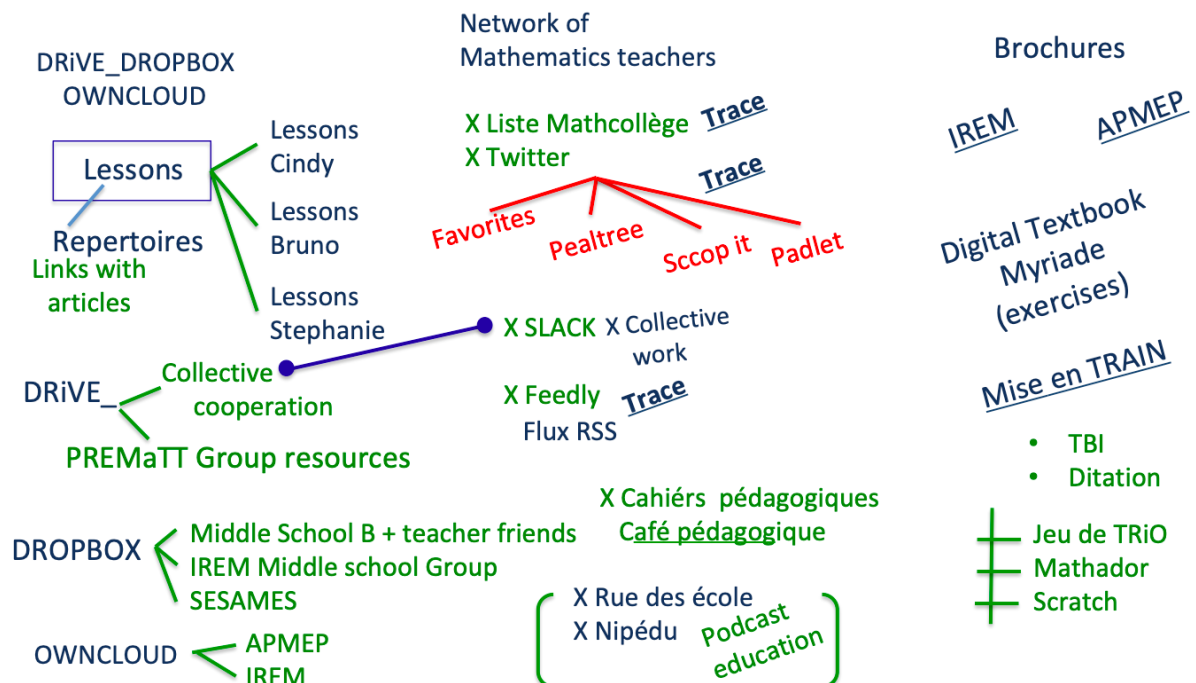 DRiVE_DROPBOX
OWNCLOUD
Lessons
Repertoires
Links with
articles
Lessons
Cindy
Lessons
Bruno
Lessons
Stephanie
DRiVE_
Collective
cooperation
PREMaTT Group resources
DROPBOX
Middle School B + teacher friends
IREM Middle school Group
SESAMES
OWNCLOUD
APMEP
IREM
Network of
Mathematics teachers
X Liste Mathcollège
Trace
X Twitter
Trace
Favorites
Pealtree
Sccop it
Padlet
X SLACK
X Collective
work
X Feedly
Trace
Flux RSS
X Cahiérs pédagogiques
Café pédagogique
X Rue des école
X Nipédu
Podcast
education
Brochures
IREM
APMEP
Digital Textbook
Myriade
(exercises)
Mise en TRAIN
• TBI
• Ditation
Jeu de TRiO
Mathador
Scratch